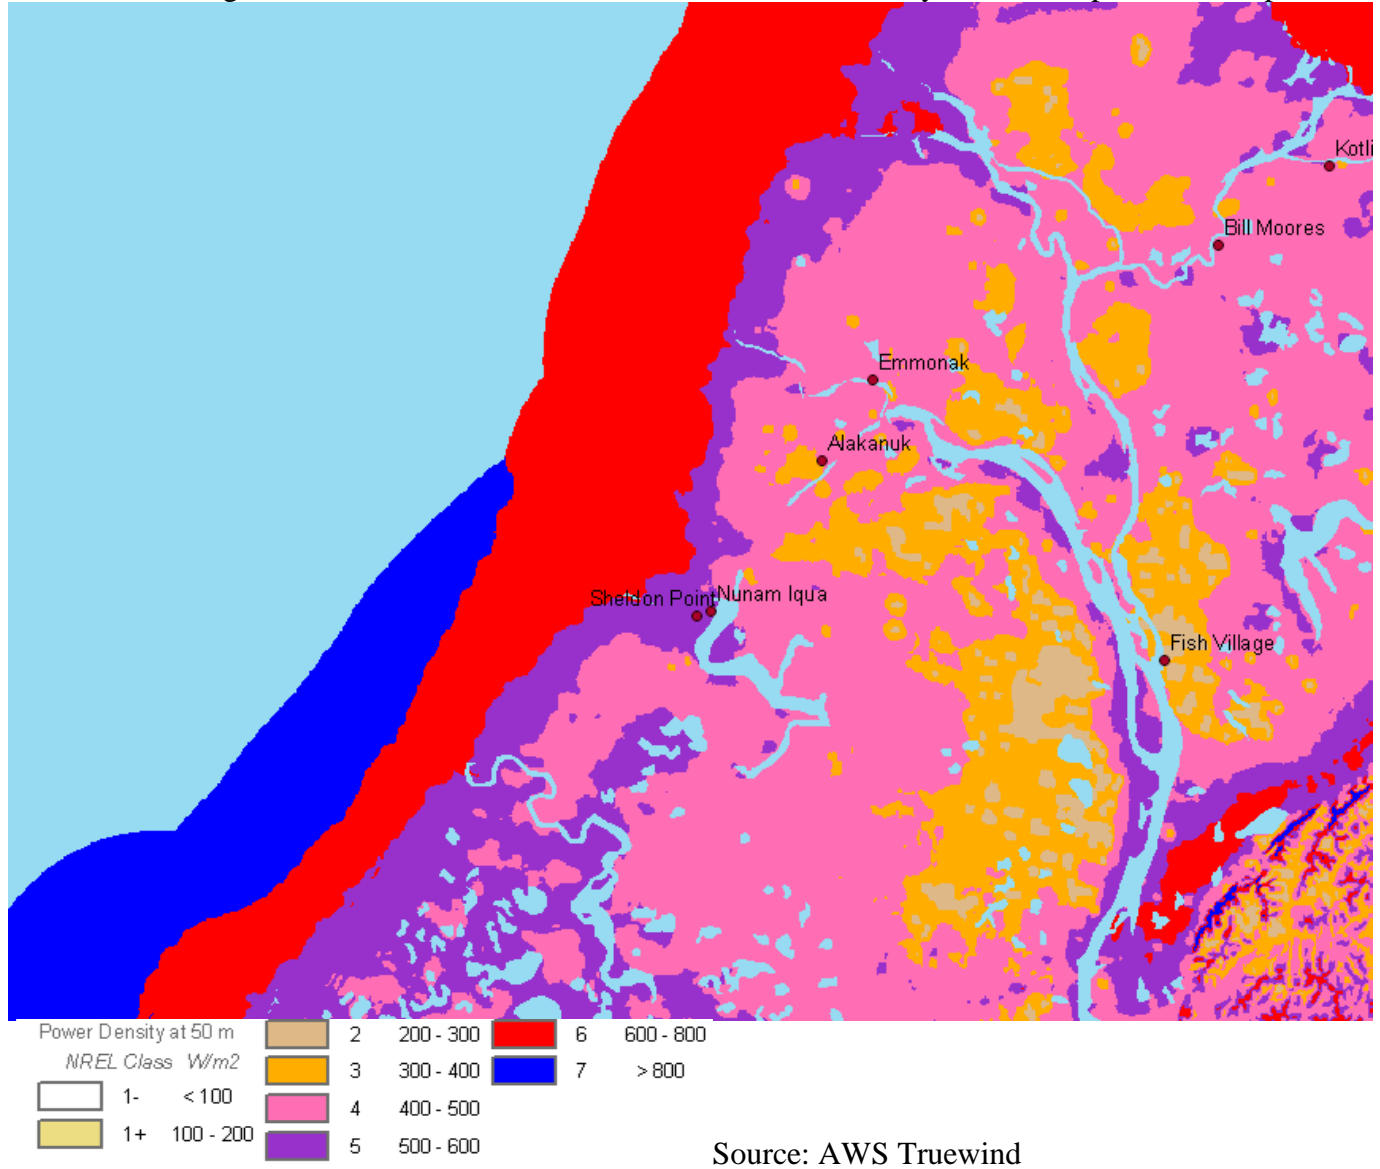 Kotli
Bill Moores
Emmonak
Alakanuk
Sheldon Point
Nunam Iqua
Fish Village
Power Density at 50 m
NREL Class W/m2
1- < 100
1+ 100 - 200
2 200 - 300
3 300 - 400
4 400 - 500
5 500 - 600
6 600 - 800
7 > 800
Source: AWS Truewind